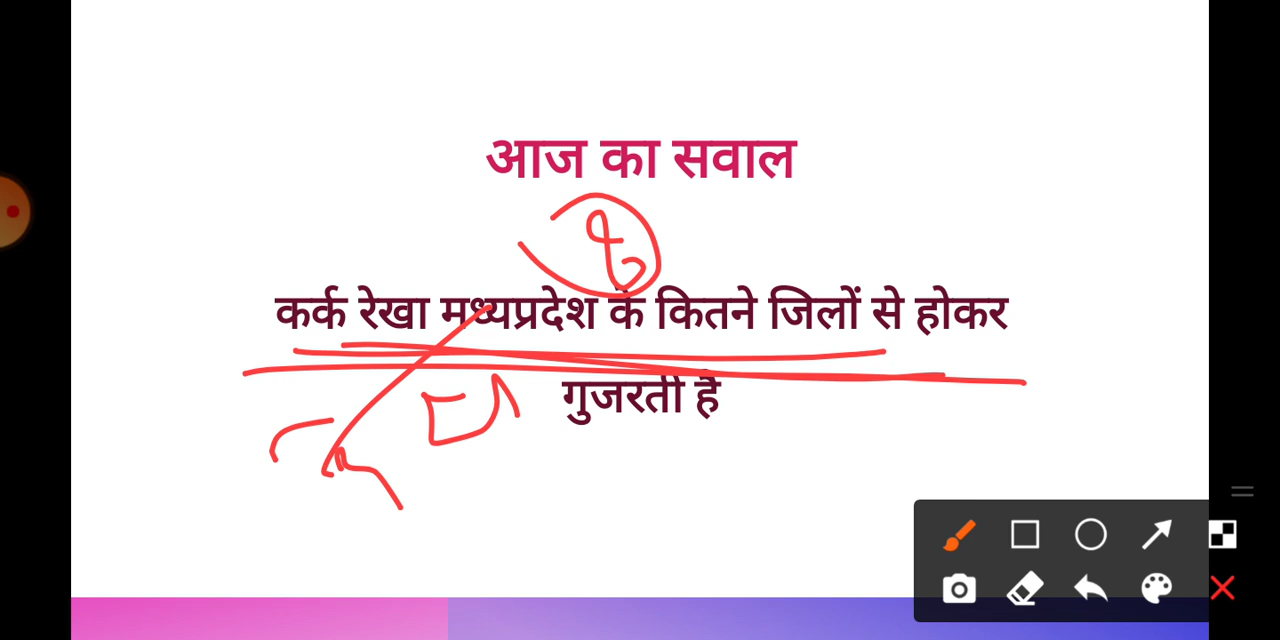 आज का सवाल
कर्क रेखा मध्यप्रदेश के कितने जिलों से होकर
गुजरती है